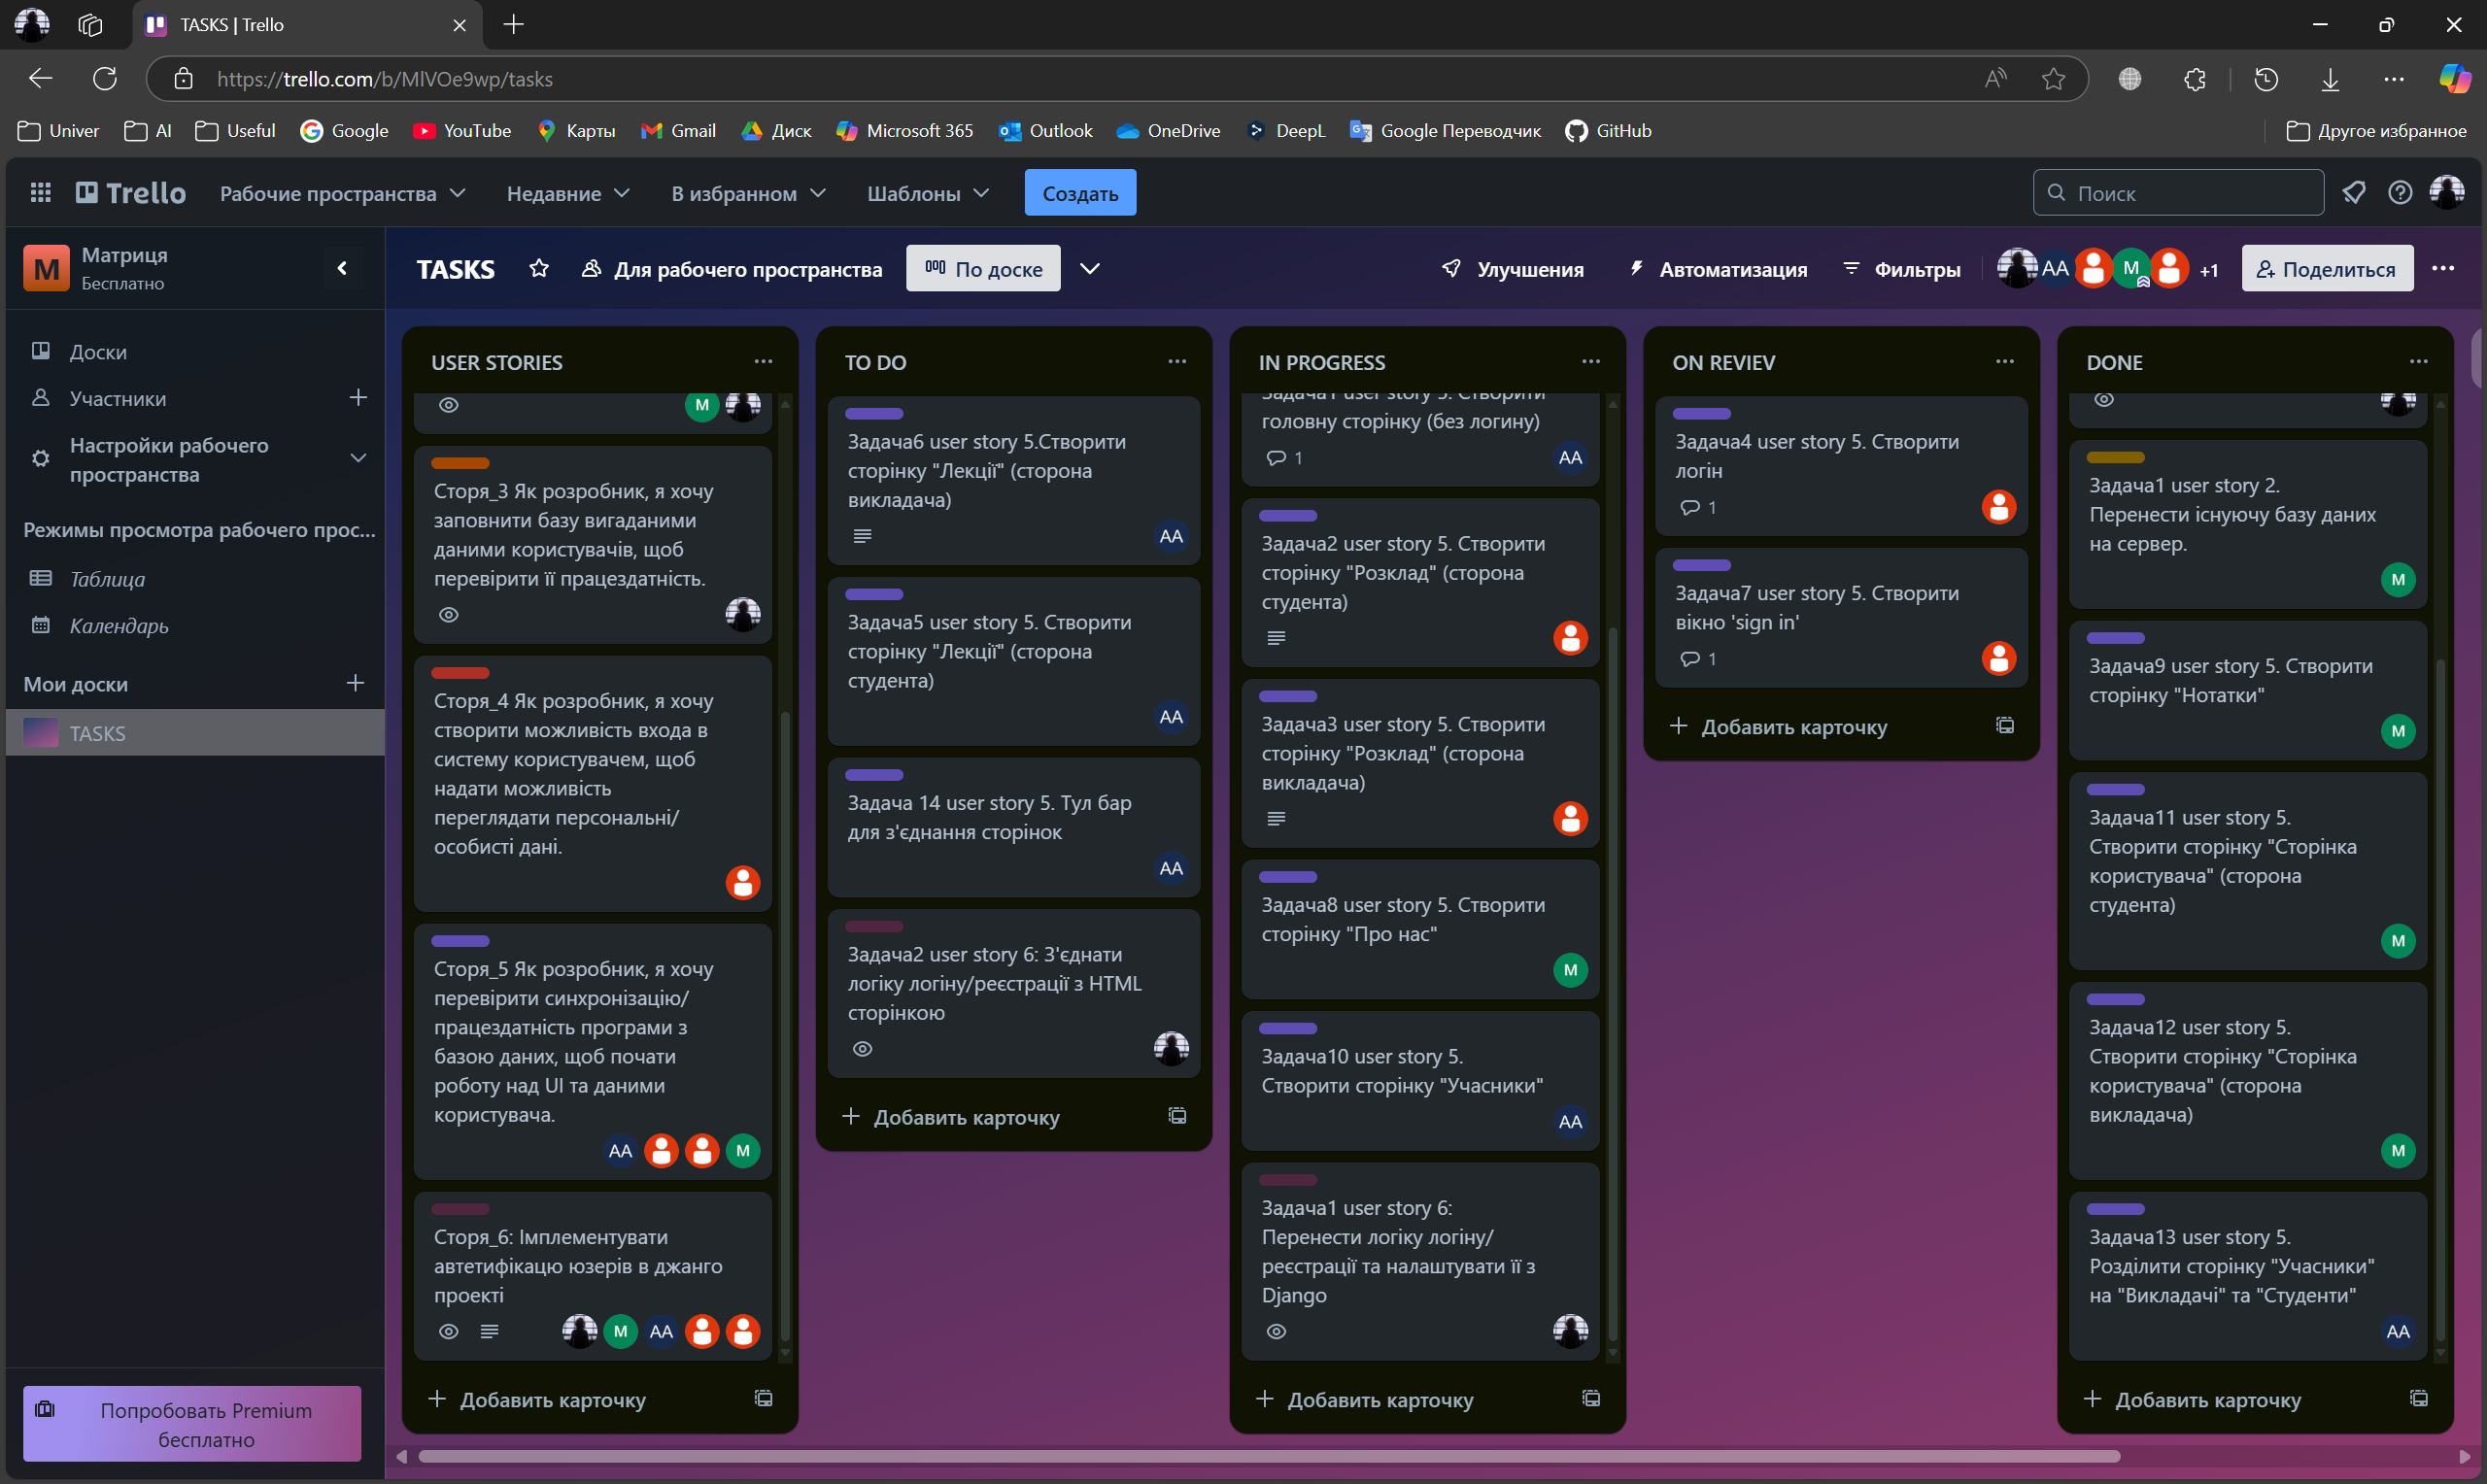 TASKS | Trello
https://trello.com/b/MlVOe9wp/tasks
Univer
AI
Useful
Google
YouTube
Карты
Gmail
Диск
Microsoft 365
Outlook
OneDrive
DeepL
Google Переводчик
GitHub
Другое избранное
Trello
Рабочие пространства
Недавние
В избранном
Шаблоны
Создать
Поиск
М
Матриця
Бесплатно
Доски
Участники
Настройки рабочего
пространства
Режимы просмотра рабочего прос...
Таблица
Календарь
Мои доски
TASKS
Попробовать Premium
бесплатно
TASKS
Для рабочего пространства
По доске
Улучшения
Автоматизация
Фильтры
AA
M
+1
Поделиться
USER STORIES
M
Сторя_3 Як розробник, я хочу
заповнити базу вигаданими
даними користувачів, щоб
перевірити її працездатність.
Сторя_4 Як розробник, я хочу
створити можливість входа в
систему користувачем, щоб
надати можливість
переглядати персональні/
особисті дані.
Сторя_5 Як розробник, я хочу
перевірити синхронізацію/
працездатність програми з
базою даних, щоб почати
роботу над UI та даними
користувача.
AA
M
Сторя_6: Імплементувати
автетифікацю юзерів в джанго
проекті
M
AA
Добавить карточку
TO DO
Задача6 user story 5.Створити
сторінку "Лекції" (сторона
викладача)
AA
Задача5 user story 5. Створити
сторінку "Лекції" (сторона
студента)
AA
Задача 14 user story 5. Тул бар
для з'єднання сторінок
AA
Задача2 user story 6: З'єднати
логіку логіну/реєстрації з HTML
сторінкою
Добавить карточку
IN PROGRESS
Задача1 user story 5. Створити
головну сторінку (без логину)
1
AA
Задача2 user story 5. Створити
сторінку "Розклад" (сторона
студента)
Задача3 user story 5. Створити
сторінку "Розклад" (сторона
викладача)
Задача8 user story 5. Створити
сторінку "Про нас"
M
Задача10 user story 5.
Створити сторінку "Учасники"
AA
Задача1 user story 6:
Перенести логіку логіну/
реєстрації та налаштувати її з
Django
Добавить карточку
ON REVIEV
Задача4 user story 5. Створити
логін
1
Задача7 user story 5. Створити
вікно 'sign in'
1
Добавить карточку
DONE
Задача1 user story 2.
Перенести існуючу базу даних
на сервер.
M
Задача9 user story 5. Створити
сторінку "Нотатки"
M
Задача11 user story 5.
Створити сторінку "Сторінка
користувача" (сторона
студента)
M
Задача12 user story 5.
Створити сторінку "Сторінка
користувача" (сторона
викладача)
M
Задача13 user story 5.
Розділити сторінку "Учасники"
на "Викладачі" та "Студенти"
AA
Добавить карточку